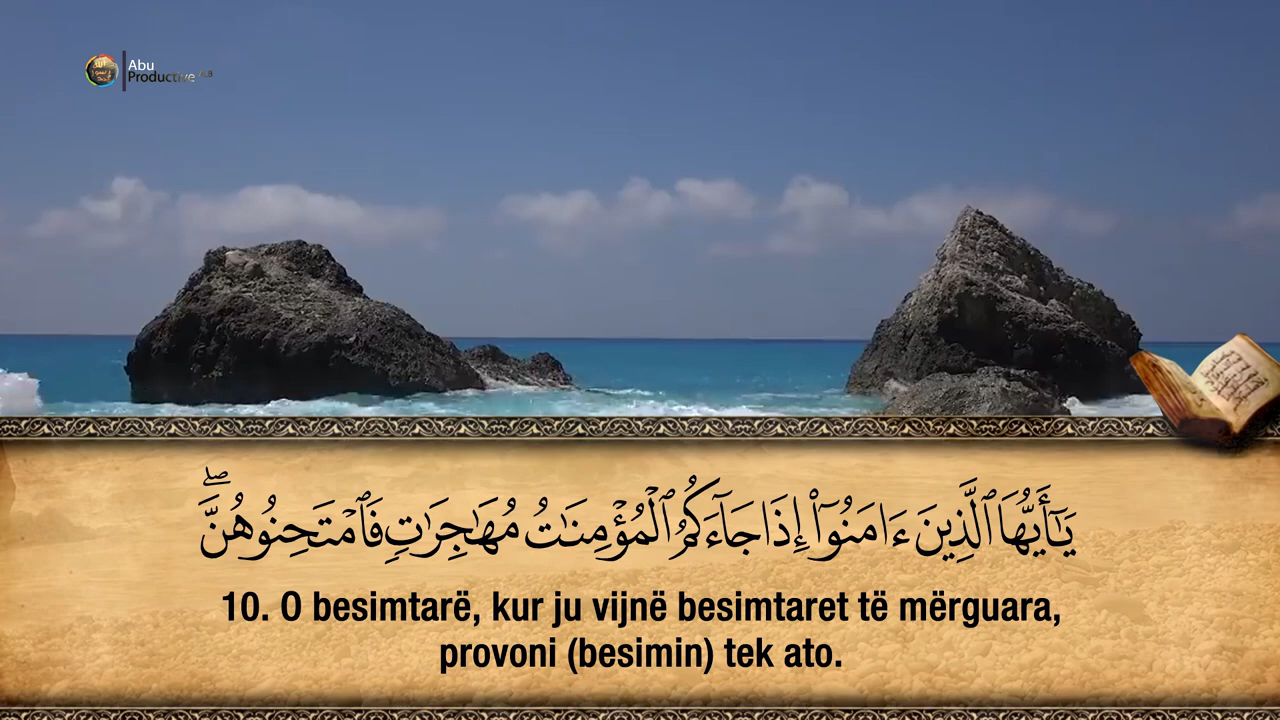 Abu
Productive ALB
يَـٰٓأَيُّهَا ٱلَّذِينَ ءَامَنُوٓا۟ إِذَا جَآءَكُمُ ٱلْمُؤْمِنَـٰتُ مُهَـٰجِرَٰتٍ فَٱمْتَحِنُوهُنَّ ۖ
10. O besimtarë, kur ju vijnë besimtaret të mërguara,
provoni (besimin) tek ato.